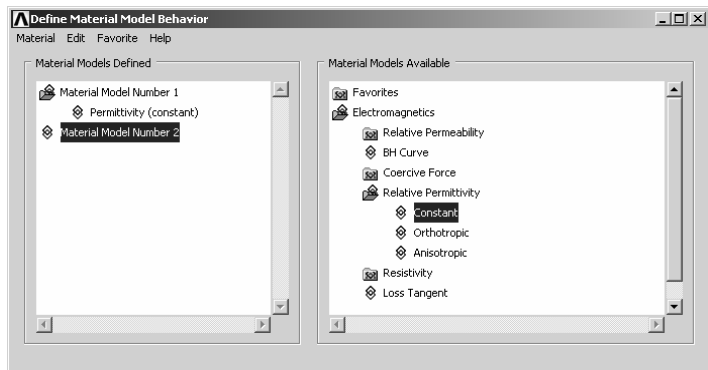 Define Material Model Behavior
Material Edit Favorite Help
Material Models Defined
Material Model Number 1
Permittivity (constant)
Material Model Number 2
Material Models Available
Favorites
Electromagnetics
Relative Permeability
BH Curve
Coercive Force
Relative Permittivity
Constant
Orthotropic
Anisotropic
Resistivity
Loss Tangent